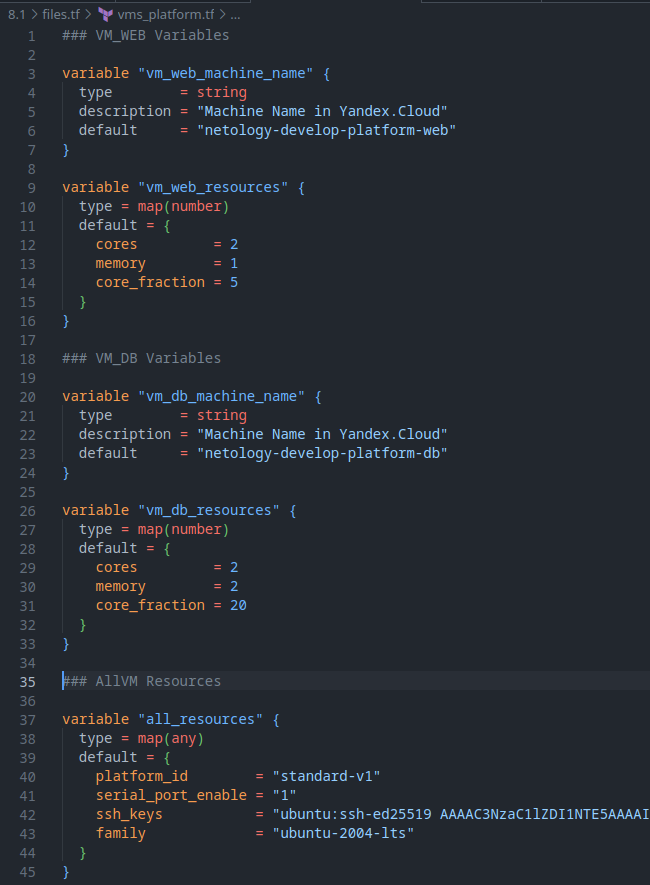 8.1 > files.tf > vms_platform.tf > ...
1 ### VM_WEB Variables
2
3 variable "vm_web_machine_name" {
4   type        = string
5   description = "Machine Name in Yandex.Cloud"
6   default     = "netology-develop-platform-web"
7 }
8
9 variable "vm_web_resources" {
10   type = map(number)
11   default = {
12     cores         = 2
13     memory        = 1
14     core_fraction = 5
15   }
16 }
17
18 ### VM_DB Variables
19
20 variable "vm_db_machine_name" {
21   type        = string
22   description = "Machine Name in Yandex.Cloud"
23   default     = "netology-develop-platform-db"
24 }
25
26 variable "vm_db_resources" {
27   type = map(number)
28   default = {
29     cores         = 2
30     memory        = 2
31     core_fraction = 20
32   }
33 }
34
35 ### AllVM Resources
36
37 variable "all_resources" {
38   type = map(any)
39   default = {
40     platform_id        = "standard-v1"
41     serial_port_enable = "1"
42     ssh_keys           = "ubuntu:ssh-ed25519 AAAAC3NzaC1lZDI1NTE5AAAAI
43     family             = "ubuntu-2004-lts"
44   }
45 }